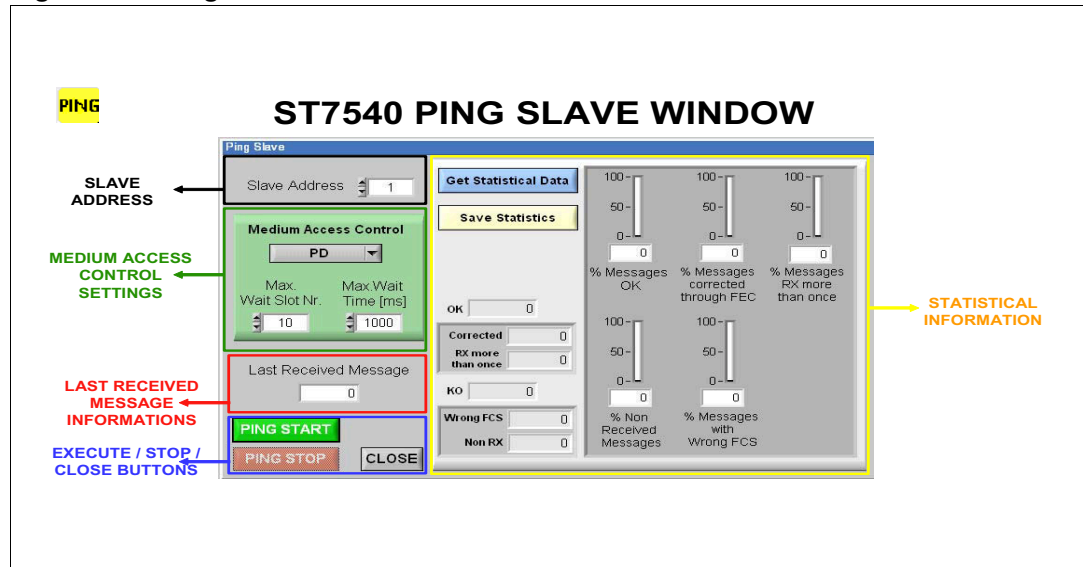 PING
ST7540 PING SLAVE WINDOW
Ping Slave
SLAVE
ADDRESS
Slave Address 1
MEDIUM ACCESS
CONTROL
SETTINGS
Medium Access Control
PD
Max.
Wait Slot Nr.
Max.Wait
Time [ms]
10
1000
LAST RECEIVED
MESSAGE
INFORMATIONS
Last Received Message
0
EXECUTE / STOP /
CLOSE BUTTONS
PING START
PING STOP
CLOSE
Get Statistical Data
Save Statistics
OK 0
Corrected 0
RX more
than once 0
KO 0
Wrong FCS 0
Non RX 0
100
50
0
0
% Messages
OK
100
50
0
0
% Messages
corrected
through FEC
100
50
0
0
% Messages
RX more
than once
100
50
0
0
% Non
Received
Messages
100
50
0
0
% Messages
with
Wrong FCS
STATISTICAL
INFORMATION